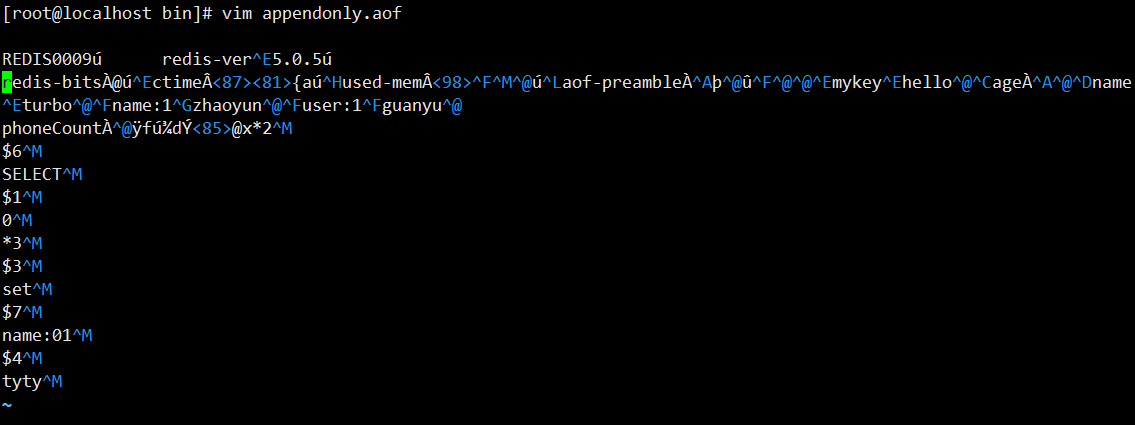 [root@localhost bin]# vim appendonly.aof
REDIS0009ú      redis-ver^E5.0.5ú
redis-bitsÀ@ú^EctimeÂ<87><81>{aú^Hused-memÂ<98>^F^M^@ú^Laof-preambleÀ^Aþ^@û^F^@^@^Emykey^Ehello^@^CageÀ^A^@^Dname
^Eturbo^@^Fname:1^Gzhaoyun^@^Fuser:1^Fguanyu^@
phoneCountÀ^@ÿfú¾dÝ<85>@x*2^M
$6^M
SELECT^M
$1^M
0^M
*3^M
$3^M
set^M
$7^M
name:01^M
$4^M
tyty^M
~